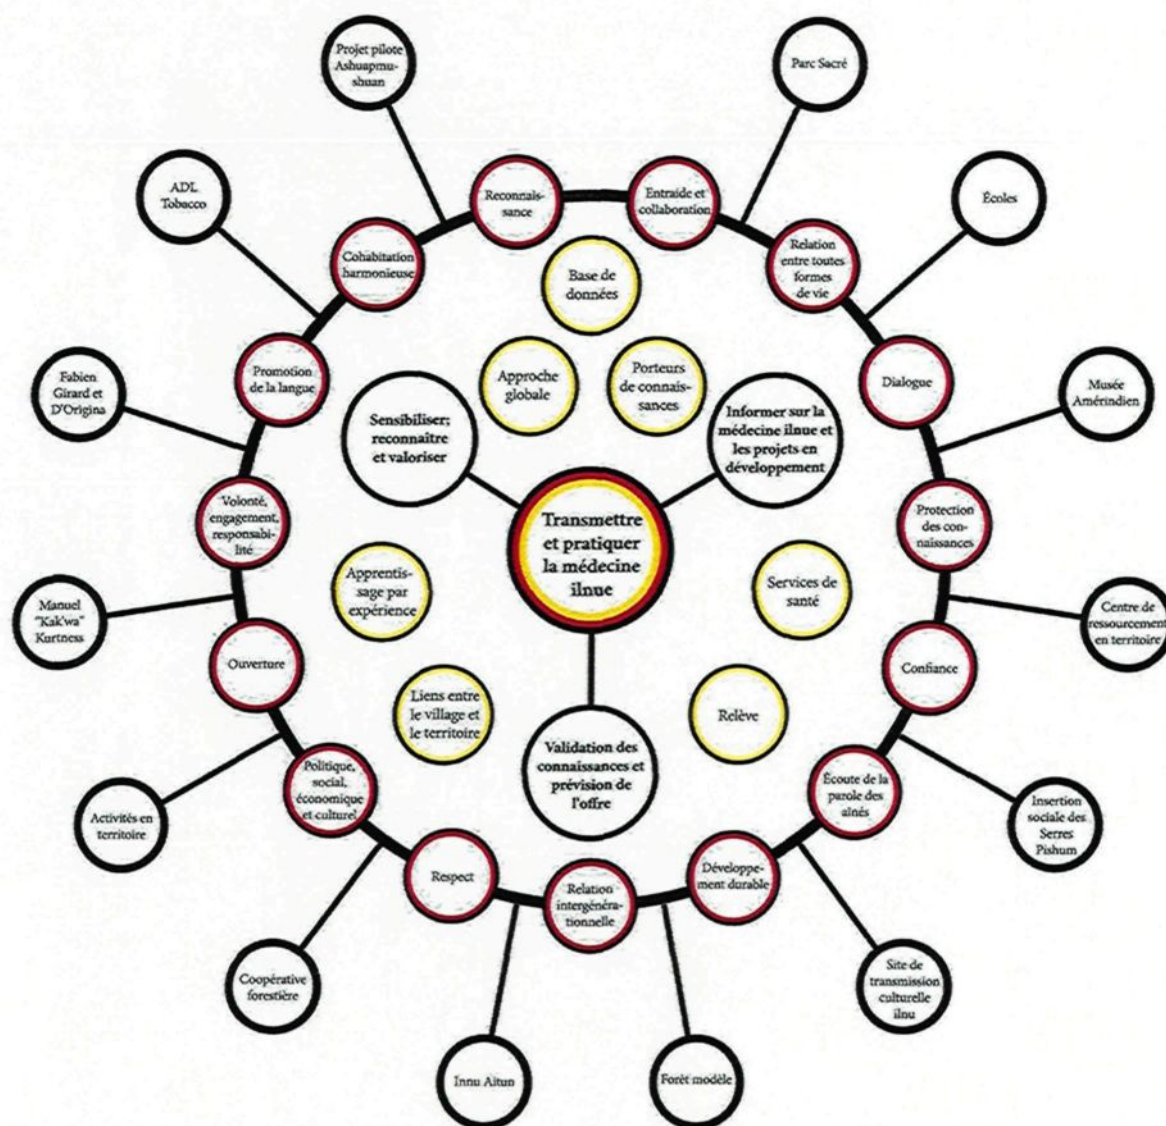 Projet pilote
Ashuapmu-
shuan
Parc Sacré
ADL
Tobacco
Écoles
Reconnais-
sance
Entraide et
collaboration
Cohabitation
harmonieuse
Relation
entre toutes
formes
de vie
Base de
données
Promotion
de la langue
Approche
globale
Porteurs
de connais-
sances
Dialogue
Fabien
Girard et
D'Origina
Musée
Amérindien
Sensibiliser,
reconnaître
et valoriser
Informer sur la
médecine ilnue et
les projets en
développement
Volonté,
engagement,
responsabi-
lité
Transmettre
et pratiquer
la médecine
ilnue
Protection
des con-
naissances
Manuel
"Kak'wa"
Kurtness
Apprentis-
sage par
expérience
Services de
santé
Centre de
ressourcement
en territoire
Ouverture
Confiance
Liens entre
le village et
le territoire
Relève
Validation des
connaissances et
prévision de
l'offre
Politique,
social,
économique
et culturel
Écoute de la
parole des
aînés
Activités en
territoire
Insertion
sociale des
Serres
Pishum
Respect
Relation
intergénéra-
tionnelle
Développe-
ment durable
Coopérative
forestière
Site de
transmission
culturelle
ilnu
Innu Aitun
Forêt modèle